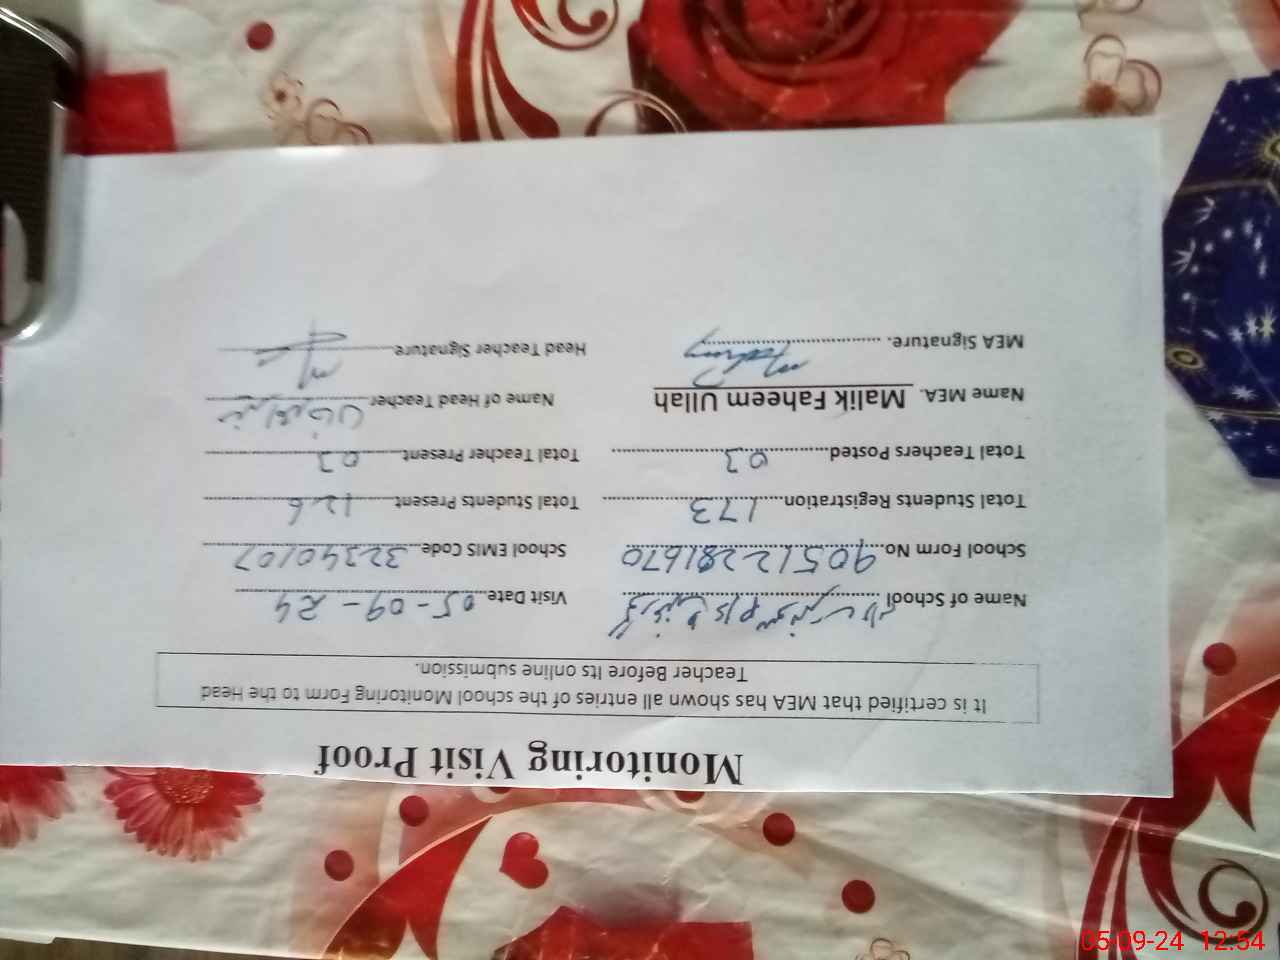 Monitoring Visit Proof
It is certified that MEA has shown all entries of the school Monitoring Form to the Head
Teacher Before Its online submission.
Name of School Visit Date 05-09-24
School Form No. 90512281670 School EMIS Code. 32340107
Total Students Registration 173 Total Students Present 126
Total Teachers Posted 03 Total Teacher Present 03
Name MEA. Malik Faheem Ullah Name of Head Teacher
MEA Signature. Head Teacher Signature
05-09-24 12:54